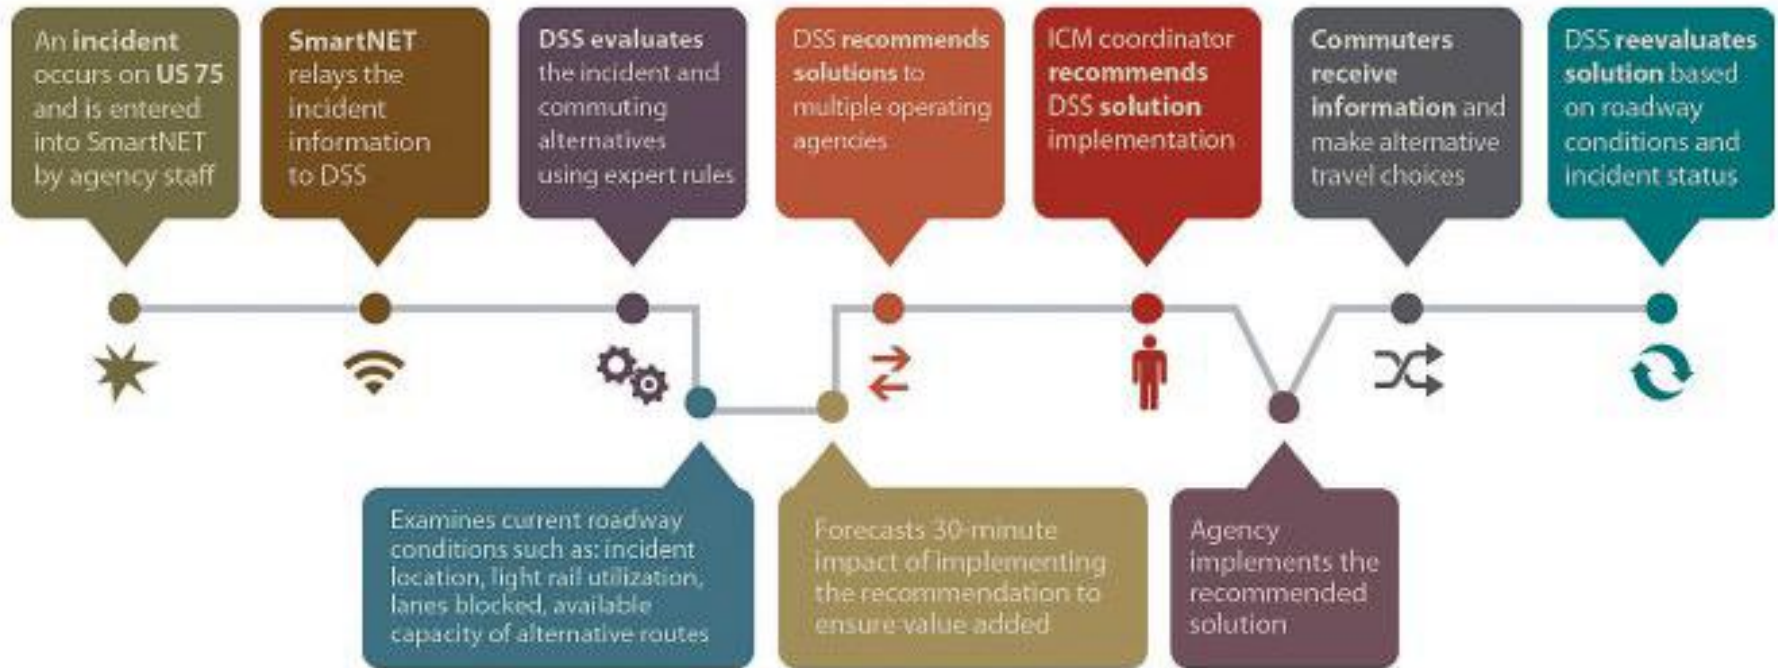 An incident
occurs on US 75
and is entered
into SmartNET
by agency staff
SmartNET
relays the
incident
information
to DSS
DSS evaluates
the incident and
commuting
alternatives
using expert rules
DSS recommends
solutions to
multiple operating
agencies
ICM coordinator
recommends
DSS solution
implementation
Commuters
receive
information and
make alternative
travel choices
DSS reevaluates
solution based
on roadway
conditions and
incident status
Examines current roadway
conditions such as: incident
location, light rail utilization,
lanes blocked, available
capacity of alternative routes
Forecasts 30-minute
impact of implementing
the recommendation to
ensure value added
Agency
implements the
recommended
solution